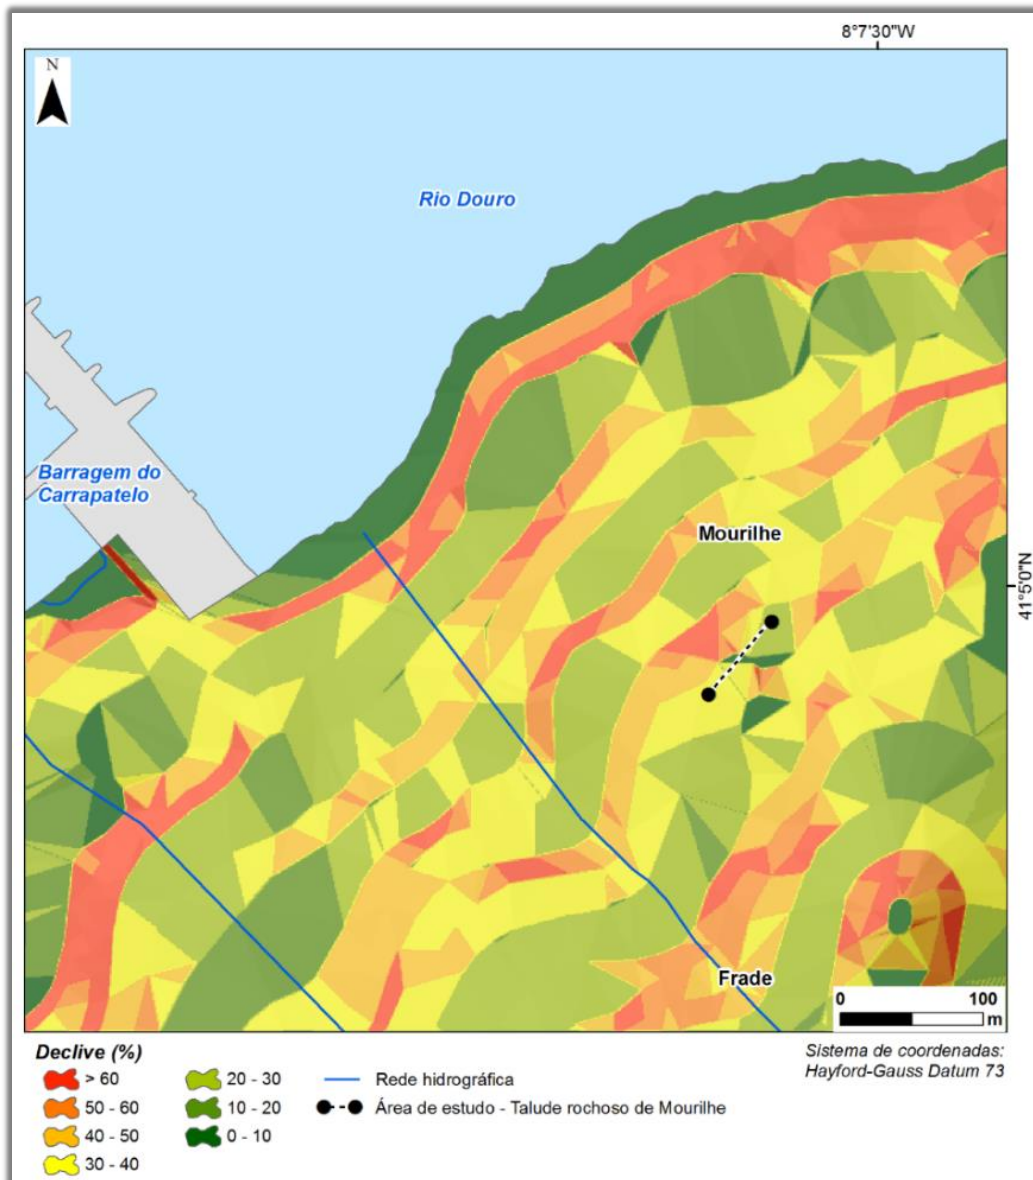 8°7'30"W
N
Rio Douro
Barragem do
Carrapatelo
Mourilhe
41°5'0"N
Frade
0 100
m
Declive (%)
> 60
50 - 60
40 - 50
30 - 40
20 - 30
10 - 20
0 - 10
Rede hidrográfica
Área de estudo - Talude rochoso de Mourilhe
Sistema de coordenadas:
Hayford-Gauss Datum 73